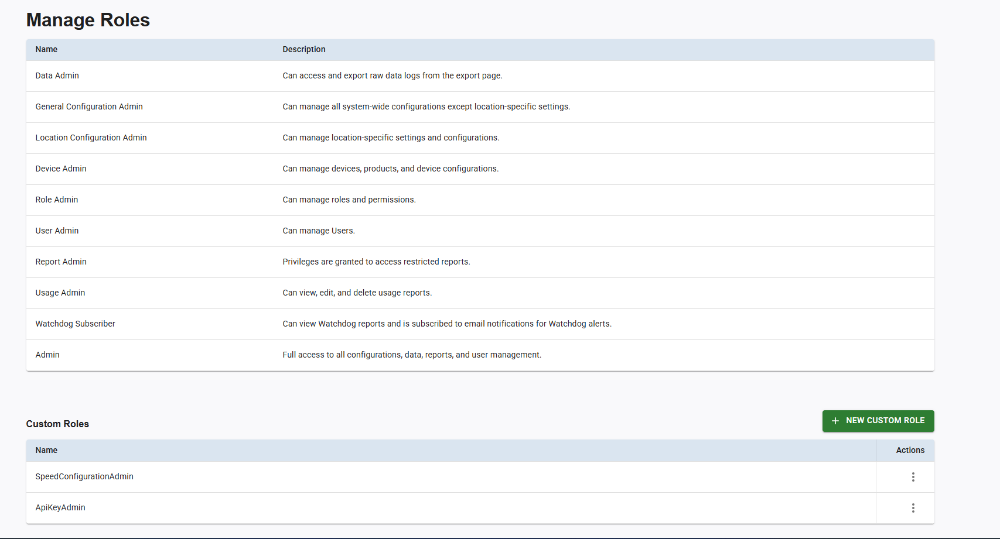 Manage Roles
Name Description
Data Admin Can access and export raw data logs from the export page.
General Configuration Admin Can manage all system-wide configurations except location-specific settings.
Location Configuration Admin Can manage location-specific settings and configurations.
Device Admin Can manage devices, products, and device configurations.
Role Admin Can manage roles and permissions.
User Admin Can manage Users.
Report Admin Privileges are granted to access restricted reports.
Usage Admin Can view, edit, and delete usage reports.
Watchdog Subscriber Can view Watchdog reports and is subscribed to email notifications for Watchdog alerts.
Admin Full access to all configurations, data, reports, and user management.
Custom Roles + NEW CUSTOM ROLE
Name Actions
SpeedConfigurationAdmin
ApiKeyAdmin